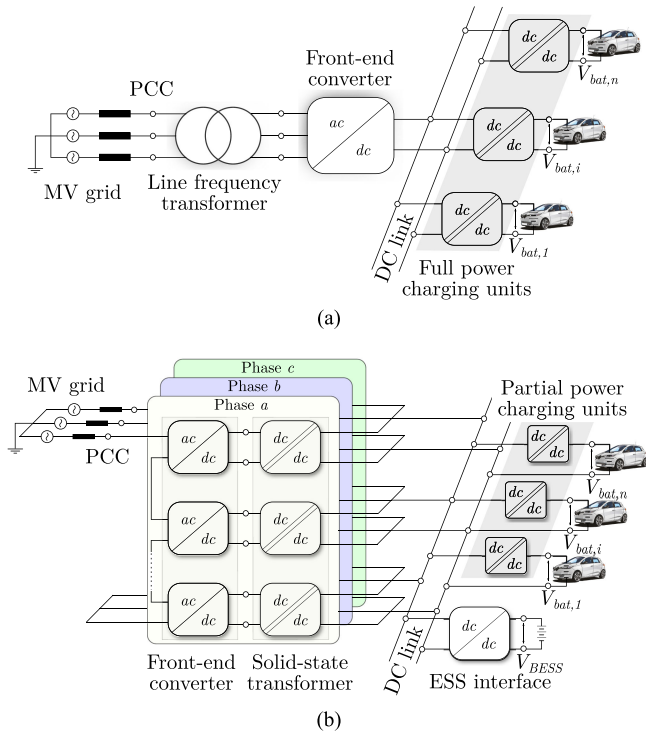 PCC
MV grid
Line frequency
transformer
Front-end
converter
ac
dc
DC link
dc
dc
V_bat,n
dc
dc
V_bat,i
dc
dc
V_bat,1
Full power
charging units
(a)
MV grid
PCC
Phase c
Phase b
Phase a
ac
dc
dc
dc
ac
dc
dc
dc
ac
dc
dc
dc
Front-end
converter
Solid-state
transformer
DC link
Partial power
charging units
dc
dc
V_bat,n
dc
dc
V_bat,i
dc
dc
V_bat,1
dc
dc
V_BESS
ESS interface
(b)